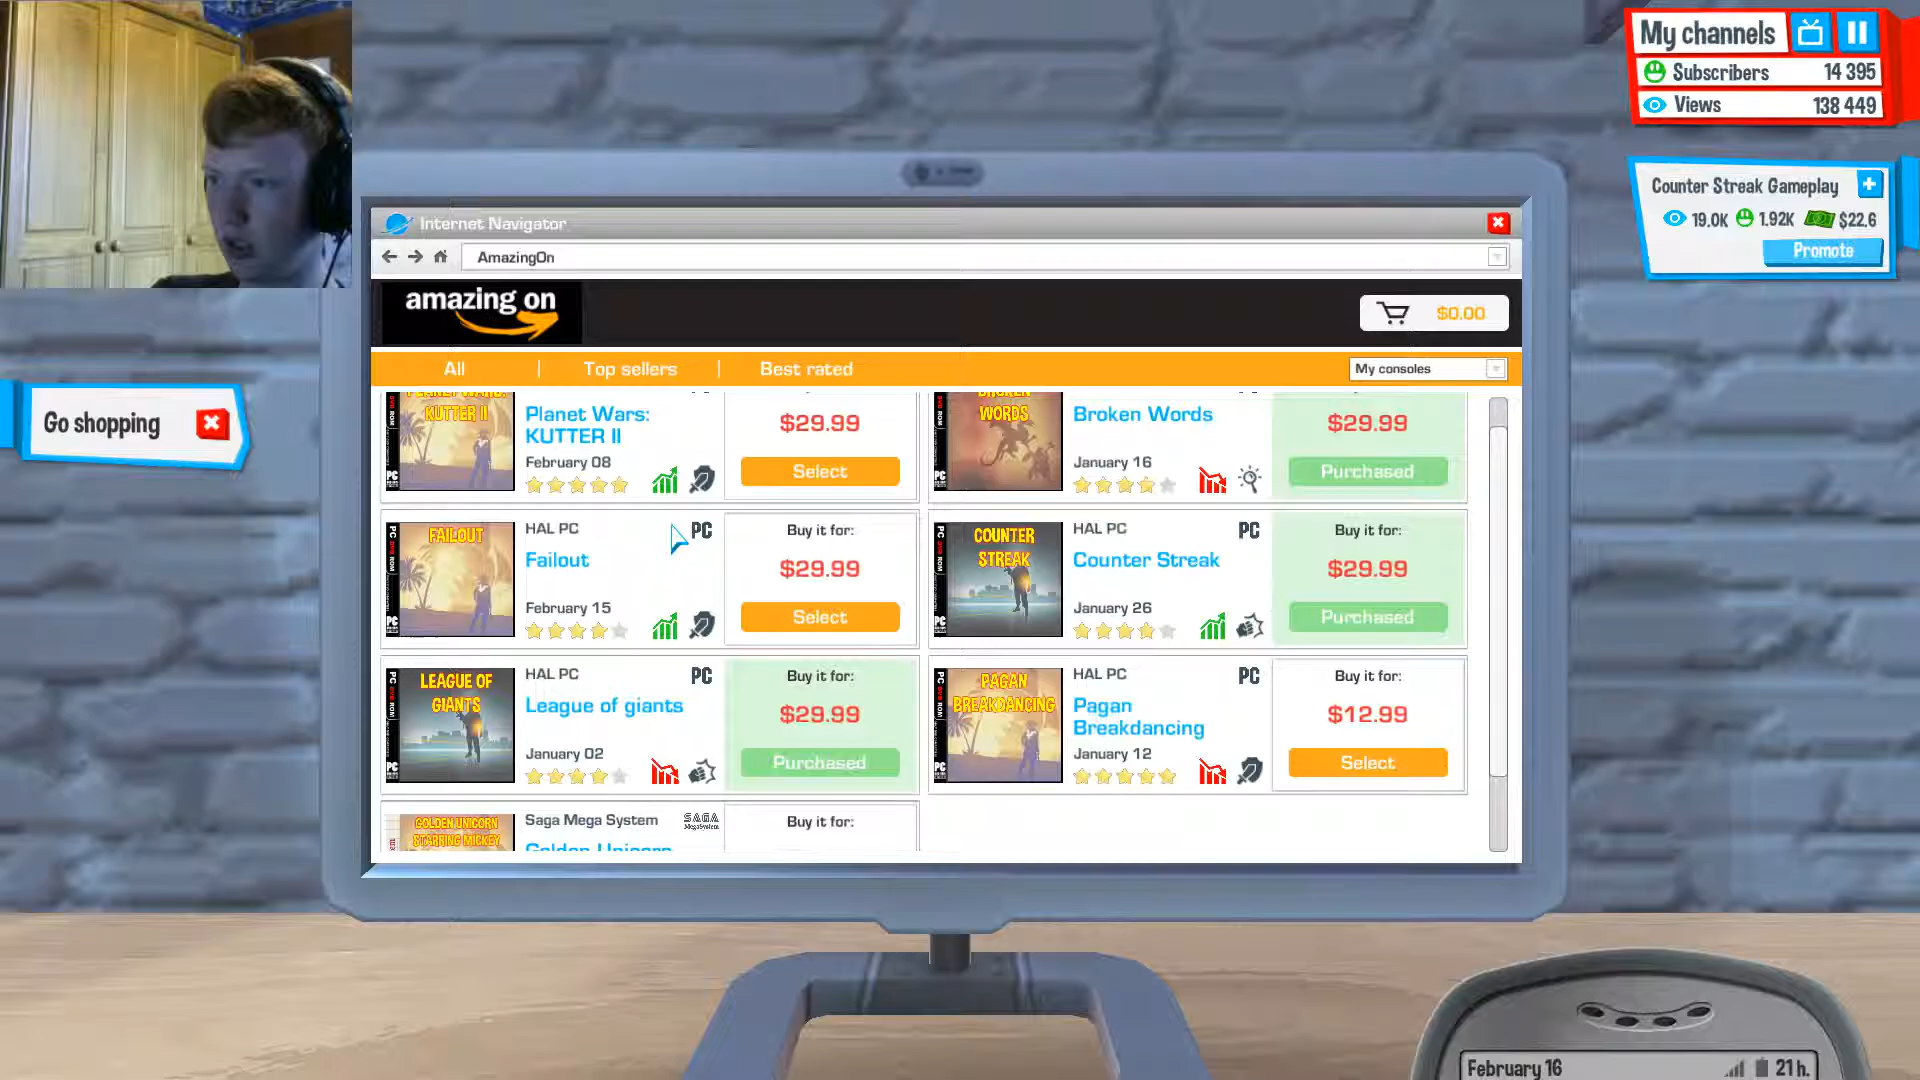 My channels
Subscribers 14 395
Views 138 449
Counter Streak Gameplay
19.0K 1.92K $22,6
Promote
Go shopping
Internet Navigator
AmazingOn
amazing on
$0.00
All | Top sellers | Best rated
My consoles
KUTTER II
Planet Wars:
KUTTER II
February 08
$29.99
Select
BROKEN
WORDS
Broken Words
January 16
$29.99
Purchased
FAILOUT
HAL PC
PC
Failout
February 15
Buy it for:
$29.99
Select
COUNTER
STREAK
HAL PC
PC
Counter Streak
January 26
Buy it for:
$29.99
Purchased
LEAGUE OF
GIANTS
HAL PC
PC
League of giants
January 02
Buy it for:
$29.99
Purchased
PAGAN
BREAKDANCING
HAL PC
PC
Pagan
Breakdancing
January 12
Buy it for:
$12.99
Select
GOLDEN UNICORN
STARRING MICKEY
Saga Mega System
SAGA
MegaSystem
Golden Unicorn
Buy it for:
February 16
21 h.